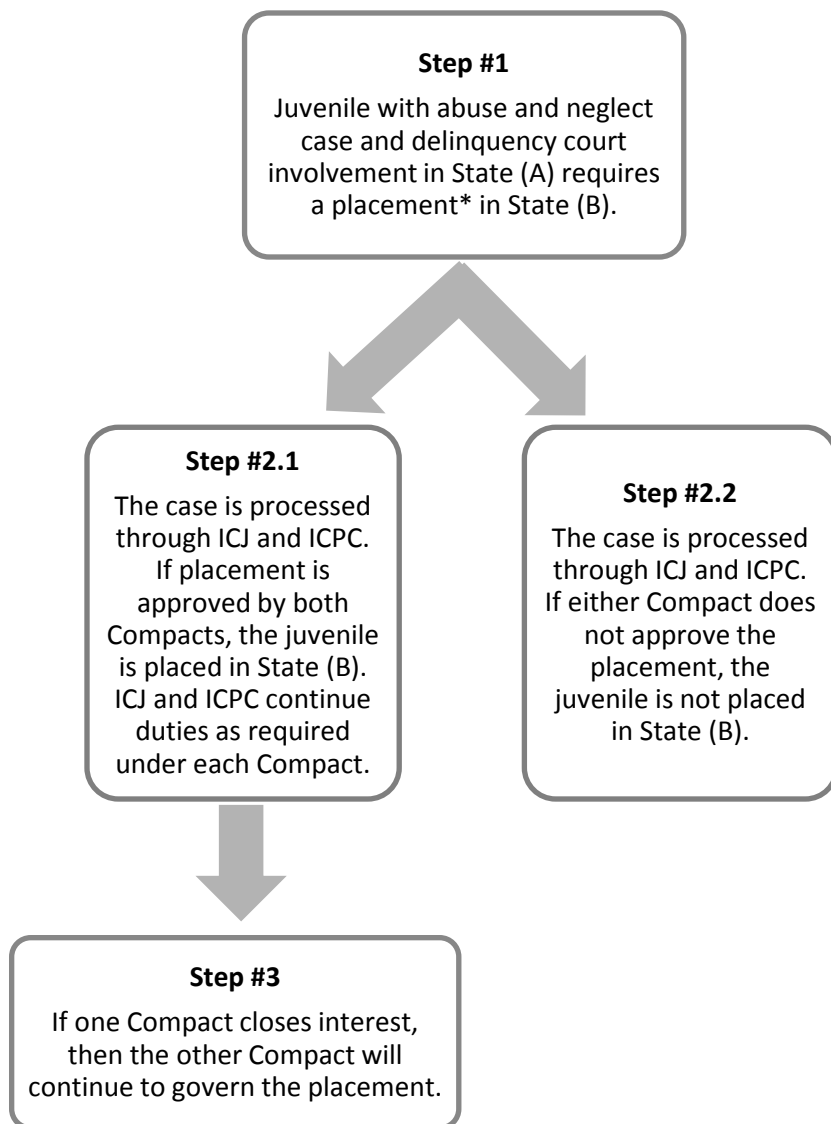 Step #1
Juvenile with abuse and neglect
case and delinquency court
involvement in State (A) requires
a placement* in State (B).
Step #2.1
The case is processed
through ICJ and ICPC.
If placement is
approved by both
Compacts, the juvenile
is placed in State (B).
ICJ and ICPC continue
duties as required
under each Compact.
Step #2.2
The case is processed
through ICJ and ICPC.
If either Compact does
not approve the
placement, the
juvenile is not placed
in State (B).
Step #3
If one Compact closes interest,
then the other Compact will
continue to govern the placement.